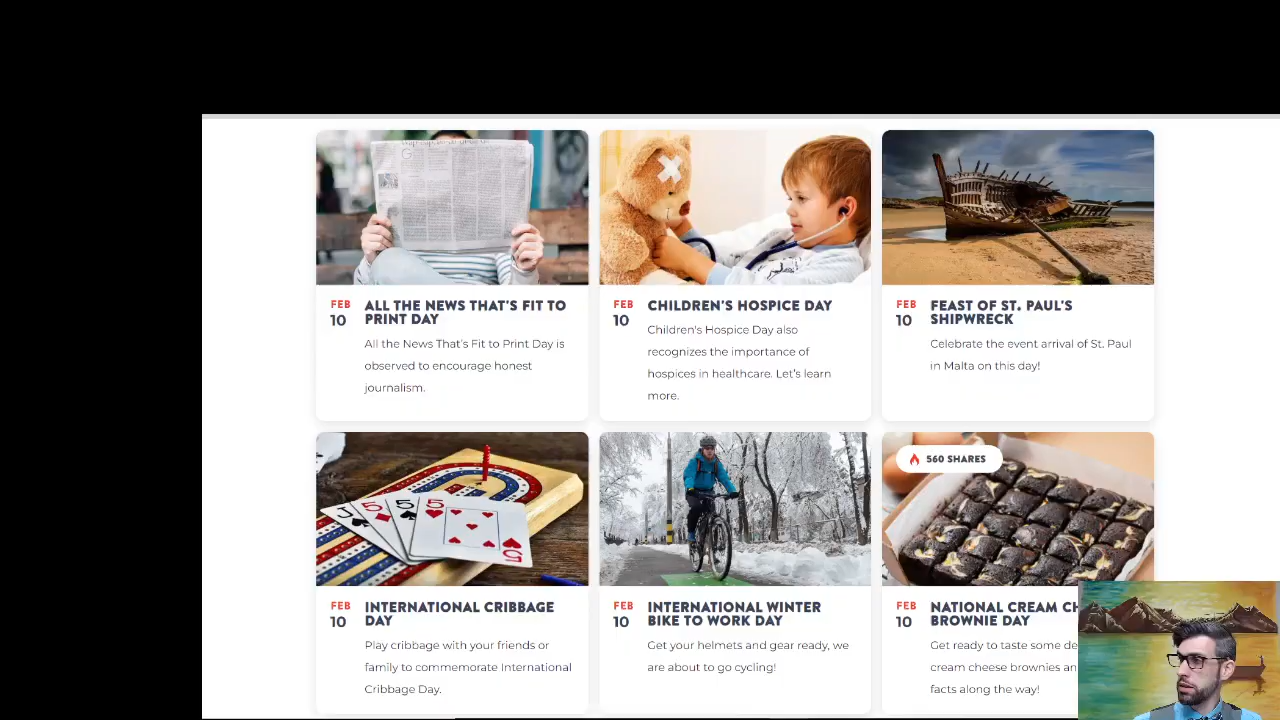 FEB
10
ALL THE NEWS THAT'S FIT TO
PRINT DAY
All the News That's Fit to Print Day is
observed to encourage honest
journalism.
FEB
10
CHILDREN'S HOSPICE DAY
Children's Hospice Day also
recognizes the importance of
hospices in healthcare. Let's learn
more.
FEB
10
FEAST OF ST. PAUL'S
SHIPWRECK
Celebrate the event arrival of St. Paul
in Malta on this day!
J
5
5
5
5
FEB
10
INTERNATIONAL CRIBBAGE
DAY
Play cribbage with your friends or
family to commemorate International
Cribbage Day.
FEB
10
INTERNATIONAL WINTER
BIKE TO WORK DAY
Get your helmets and gear ready, we
are about to go cycling!
560 SHARES
FEB
10
NATIONAL CREAM CH
BROWNIE DAY
Get ready to taste some de
cream cheese brownies an
facts along the way!